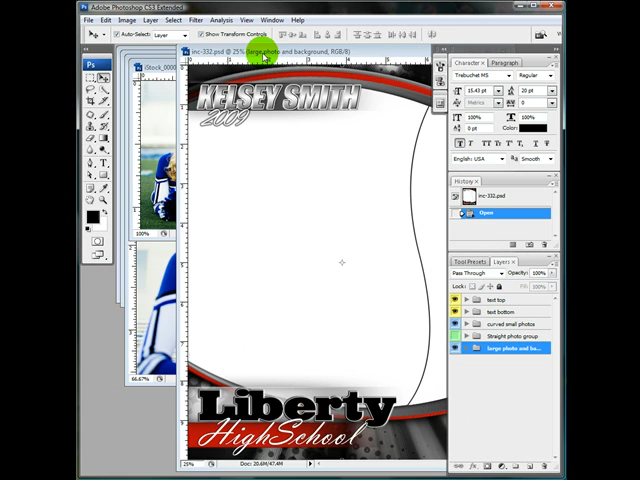 Adobe Photoshop CS3 Extended
File Edit Image Layer Select Filter Analysis View Window Help
Auto-Select: Layer Show Transform Controls
inc-332.psd @ 25% (large photo and background, RGB/8)
iStock_0000
Ps
KELSEY SMITH
2009
Liberty
HighSchool
100%
66.67%
25% Doc: 20.6M/47.4M
Character Paragraph
Trebuchet MS Regular
15.43 pt 20 pt
Metrics 0
100% 100%
0 pt Color:
English: USA Smooth
History
inc-332.psd
Open
Tool Presets Layers
Pass Through Opacity: 100%
Lock: Fill: 100%
text top
text bottom
curved small photos
Straight photo group
large photo and ba...